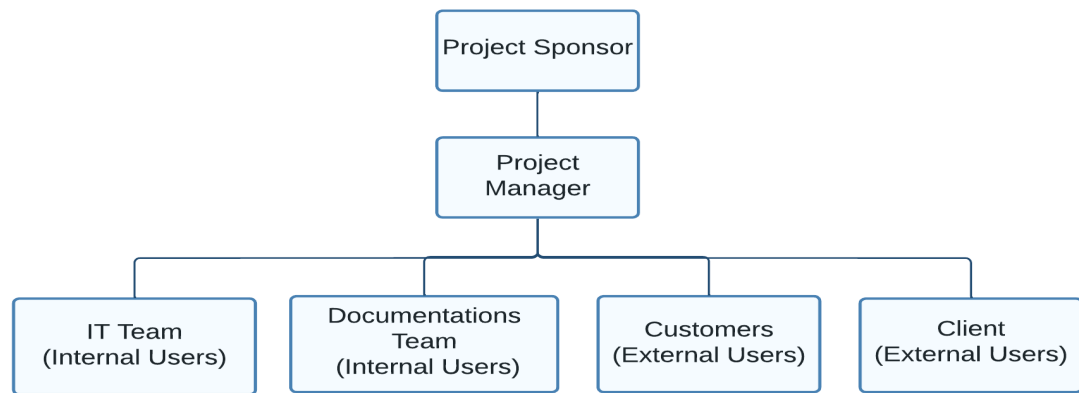 Project Sponsor
Project
Manager
IT Team
(Internal Users)
Documentations
Team
(Internal Users)
Customers
(External Users)
Client
(External Users)